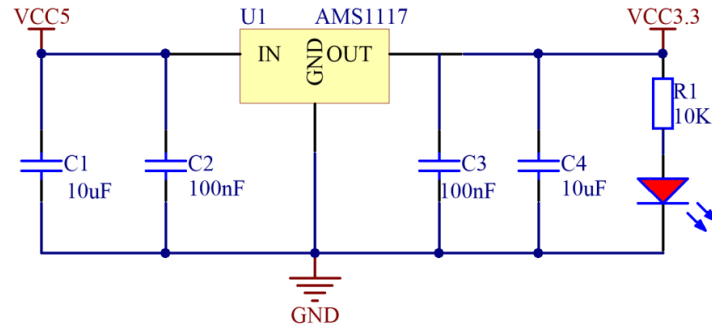 VCC5
U1
AMS1117
VCC3.3
IN
GND
OUT
R1
10K
C1
10uF
C2
100nF
C3
100nF
C4
10uF
GND